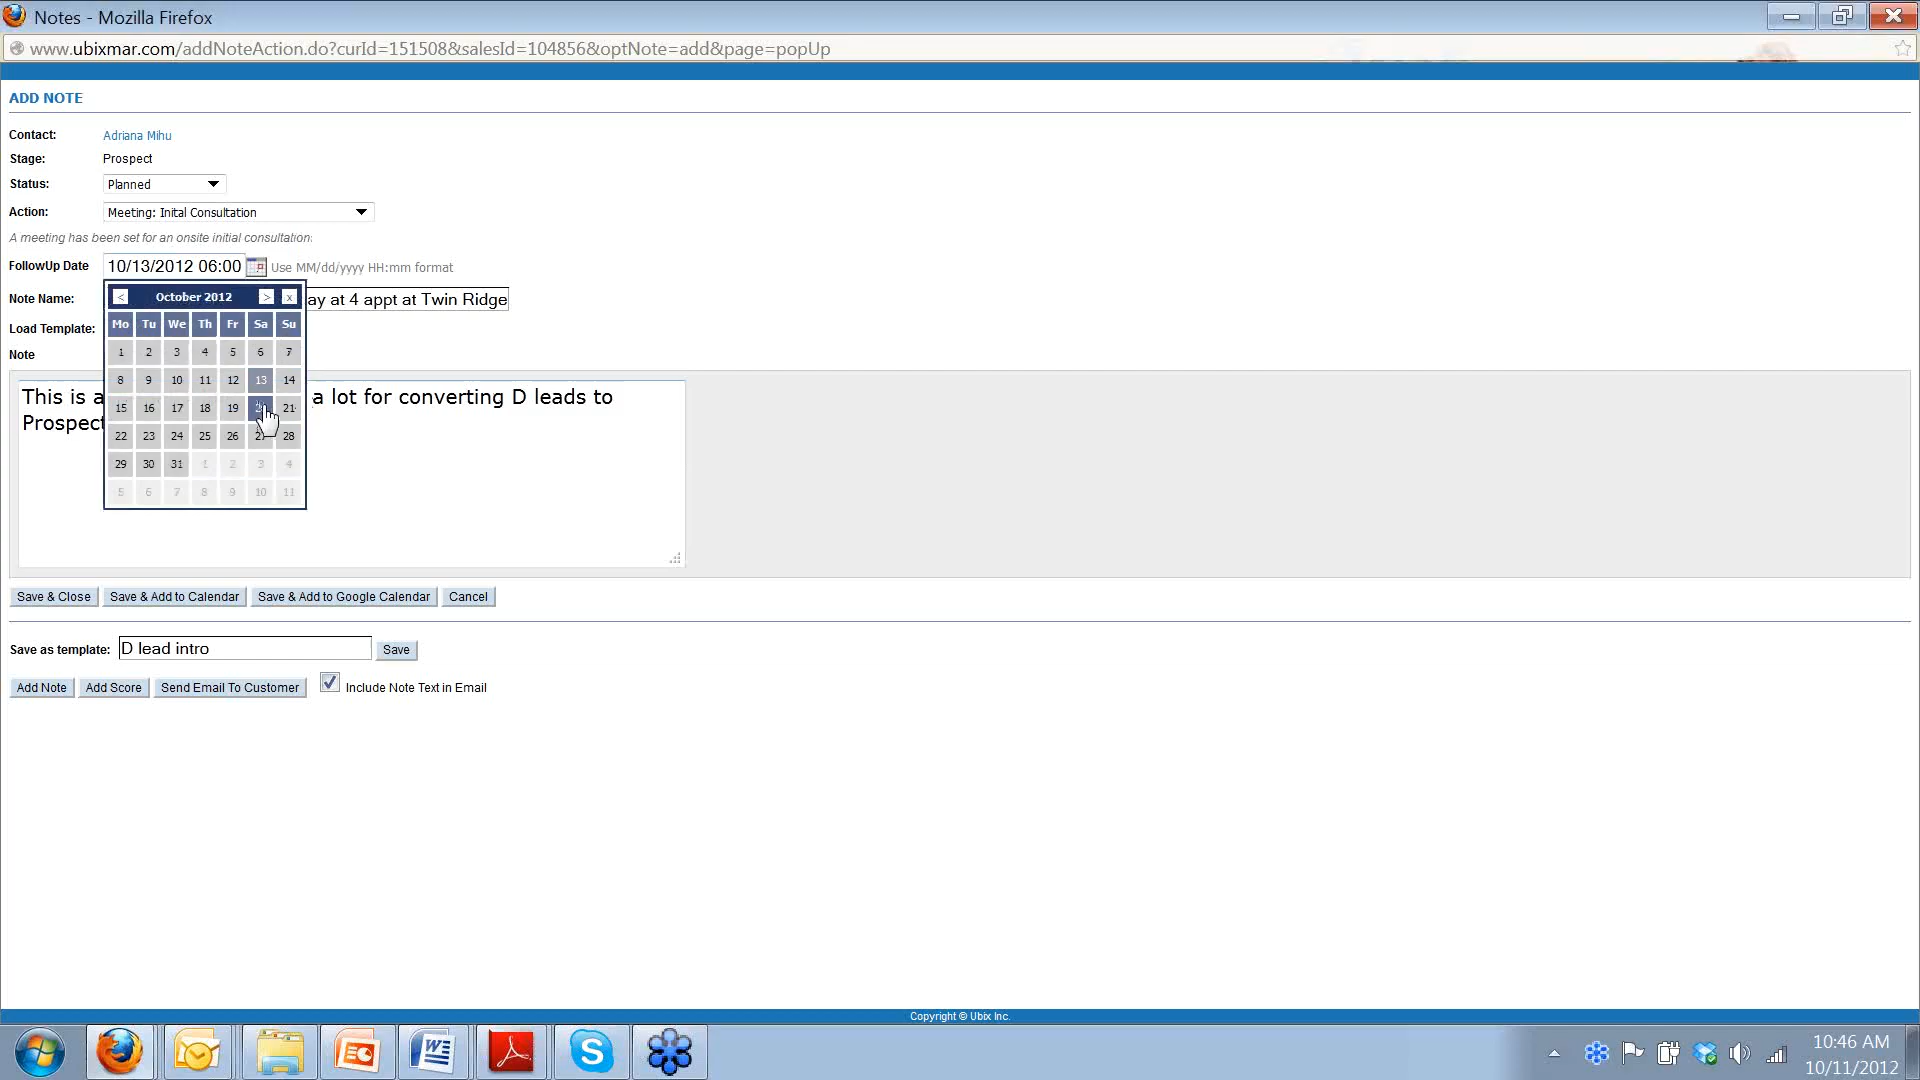 Notes - Mozilla Firefox
www.ubixmar.com/addNoteAction.do?curId=151508&salesId=104856&optNote=add&page=popUp
ADD NOTE
Contact: Adriana Mihu
Stage: Prospect
Status: Planned
Action: Meeting: Inital Consultation
A meeting has been set for an onsite initial consultation
FollowUp Date 10/13/2012 06:00 Use MM/dd/yyyy HH:mm format
< October 2012 > x
Note Name: ay at 4 appt at Twin Ridge
Mo Tu We Th Fr Sa Su
Load Template:
1 2 3 4 5 6 7
Note
8 9 10 11 12 13 14
This is a a lot for converting D leads to
15 16 17 18 19 21
Prospect
22 23 24 25 26 28
29 30 31 1 2 3 4
5 6 7 8 9 10 11
Save & Close Save & Add to Calendar Save & Add to Google Calendar Cancel
Save as template: D lead intro Save
Add Note Add Score Send Email To Customer Include Note Text in Email
Copyright © Ubix Inc.
10:46 AM
10/11/2012